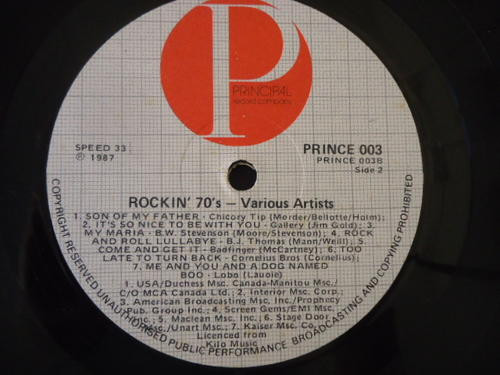 P
PRINCIPAL
record company
SPEED 33
℗ 1987
PRINCE 003
PRINCE 003B
Side 2
ROCKIN' 70's — Various Artists
1. SON OF MY FATHER - Chicory Tip (Morder/Bellotte/Holm);
2. IT'S SO NICE TO BE WITH YOU - Gallery (Jim Gold); 3.
MY MARIA - B.W. Stevenson (Moore/Stevenson); 4. ROCK
AND ROLL LULLABYE - B.J. Thomas (Mann/Weill); 5.
COME AND GET IT - Badfinger (McCartney); 6. TOO
LATE TO TURN BACK - Cornelius Bros (Cornelius);
7. ME AND YOU AND A DOG NAMED
BOO - Lobo (Lauoie)
1. USA/Duchess Msc. Canada-Manitou Msc./
C/O MCA Canada Ltd.; 2. Interior Msc. Corp.;
3. American Broadcasting Msc. Inc./Prophecy
Pub. Group Inc.; 4. Screen Gems/EMI Msc.
Inc.; 5. Maclean Msc. Inc.; 6. Stage Door
Msc./Unart Msc.; 7. Kaiser Msc. Co.
Licenced from
Kilo Music
COPYRIGHT UNAUTHORISED PUBLIC PERFORMANCE, BROADCASTING AND COPYING PROHIBITED